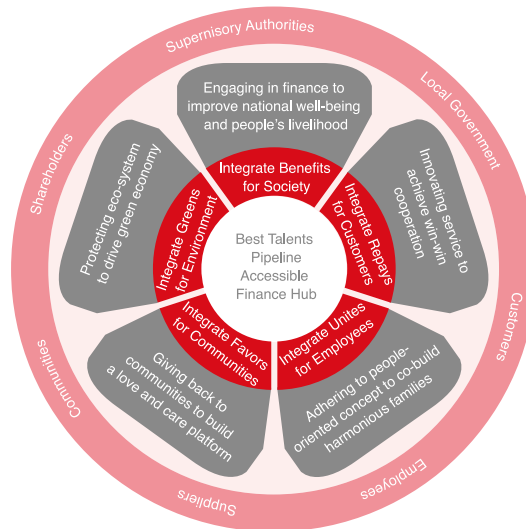 Supernisory Authorities
Local Government
Customers
Employees
Suppliers
Communities
Shareholders
Engaging in finance to
improve national well-being
and people's livelihood
Innovating service to
achieve win-win
cooperation
Adhering to people-
oriented concept to co-build
harmonious families
Giving back to
communities to build
a love and care platform
Protecting eco-system
to drive green economy
Integrate Benefits
for Society
Integrate Repays
for Customers
Integrate Unites
for Employees
Integrate Favors
for Communities
Integrate Greens
for Environment
Best Talents
Pipeline
Accessible
Finance Hub